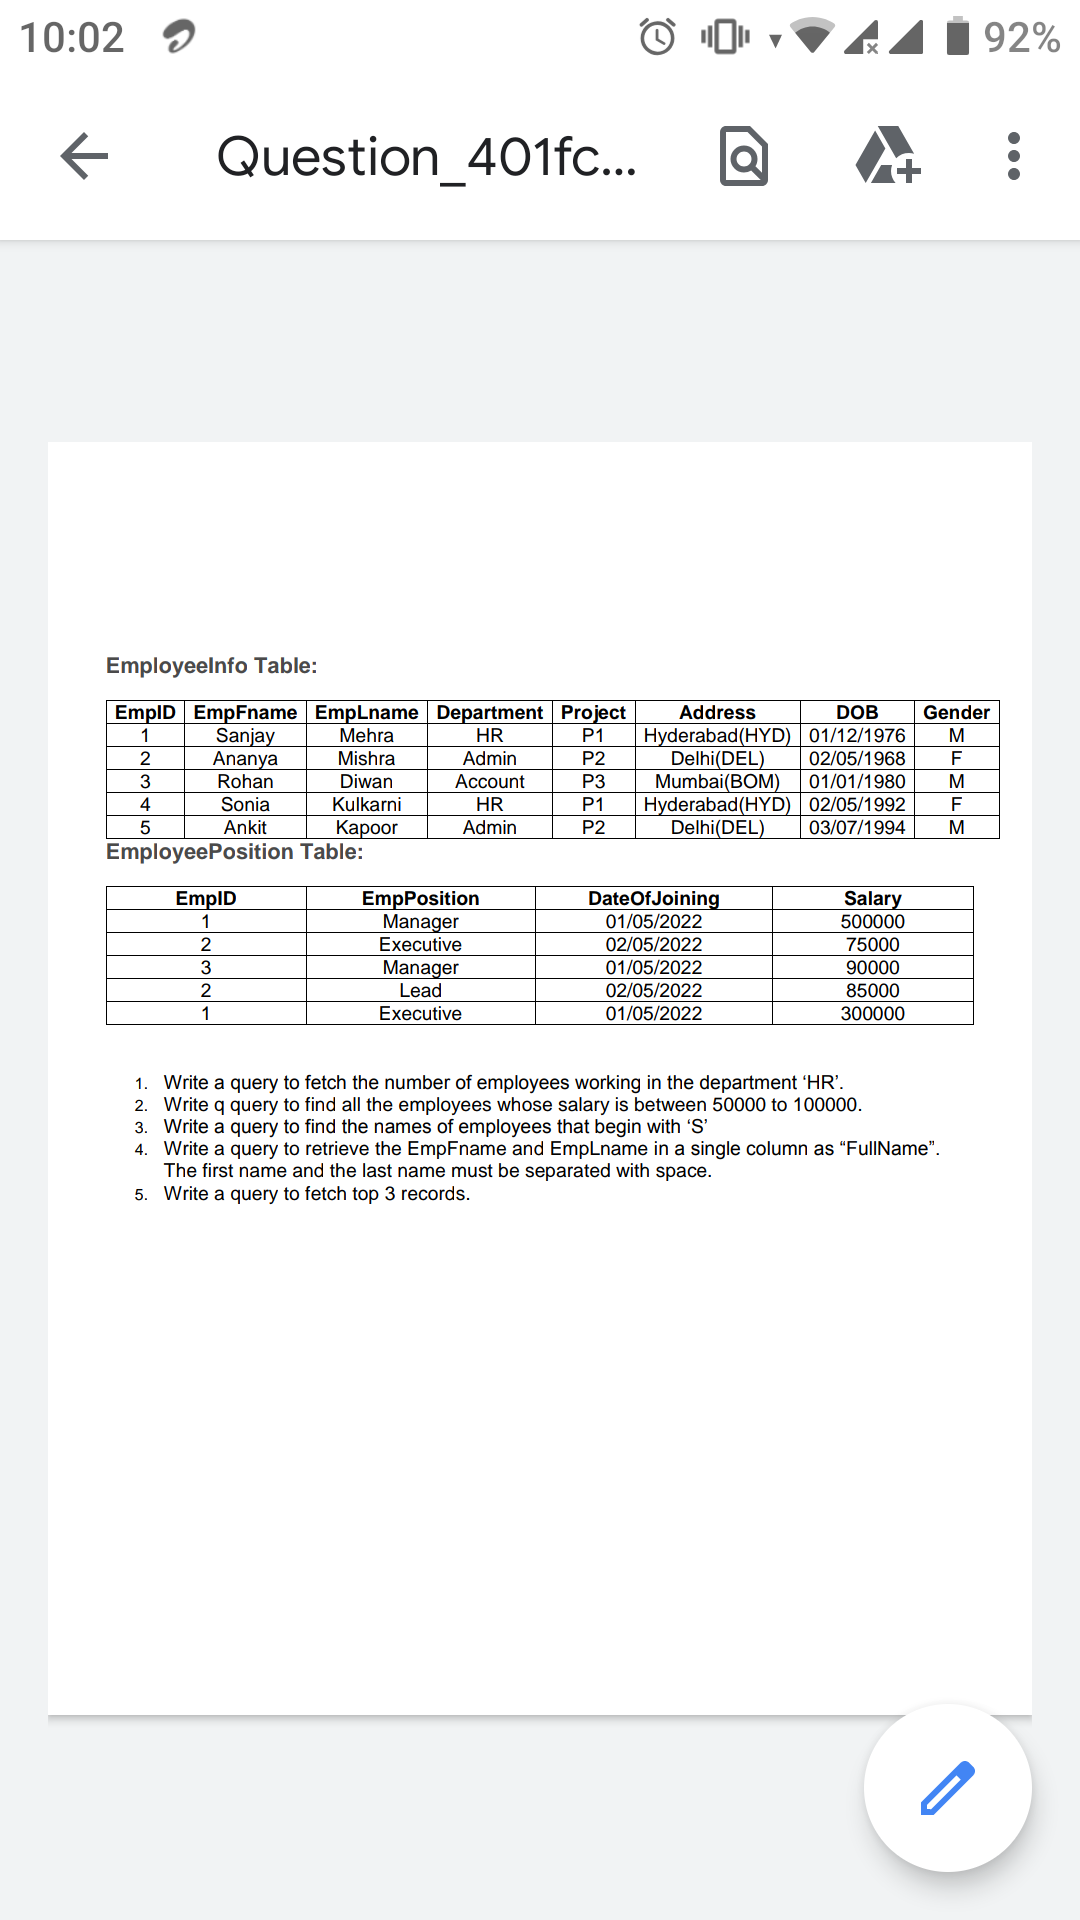 10:02 92%
Question_401fc...
EmployeeInfo Table:
EmpID EmpFname EmpLname Department Project Address DOB Gender
1 Sanjay Mehra HR P1 Hyderabad(HYD) 01/12/1976 M
2 Ananya Mishra Admin P2 Delhi(DEL) 02/05/1968 F
3 Rohan Diwan Account P3 Mumbai(BOM) 01/01/1980 M
4 Sonia Kulkarni HR P1 Hyderabad(HYD) 02/05/1992 F
5 Ankit Kapoor Admin P2 Delhi(DEL) 03/07/1994 M
EmployeePosition Table:
EmpID EmpPosition DateOfJoining Salary
1 Manager 01/05/2022 500000
2 Executive 02/05/2022 75000
3 Manager 01/05/2022 90000
2 Lead 02/05/2022 85000
1 Executive 01/05/2022 300000
1. Write a query to fetch the number of employees working in the department ‘HR’.
2. Write q query to find all the employees whose salary is between 50000 to 100000.
3. Write a query to find the names of employees that begin with ‘S’
4. Write a query to retrieve the EmpFname and EmpLname in a single column as “FullName”.
The first name and the last name must be separated with space.
5. Write a query to fetch top 3 records.